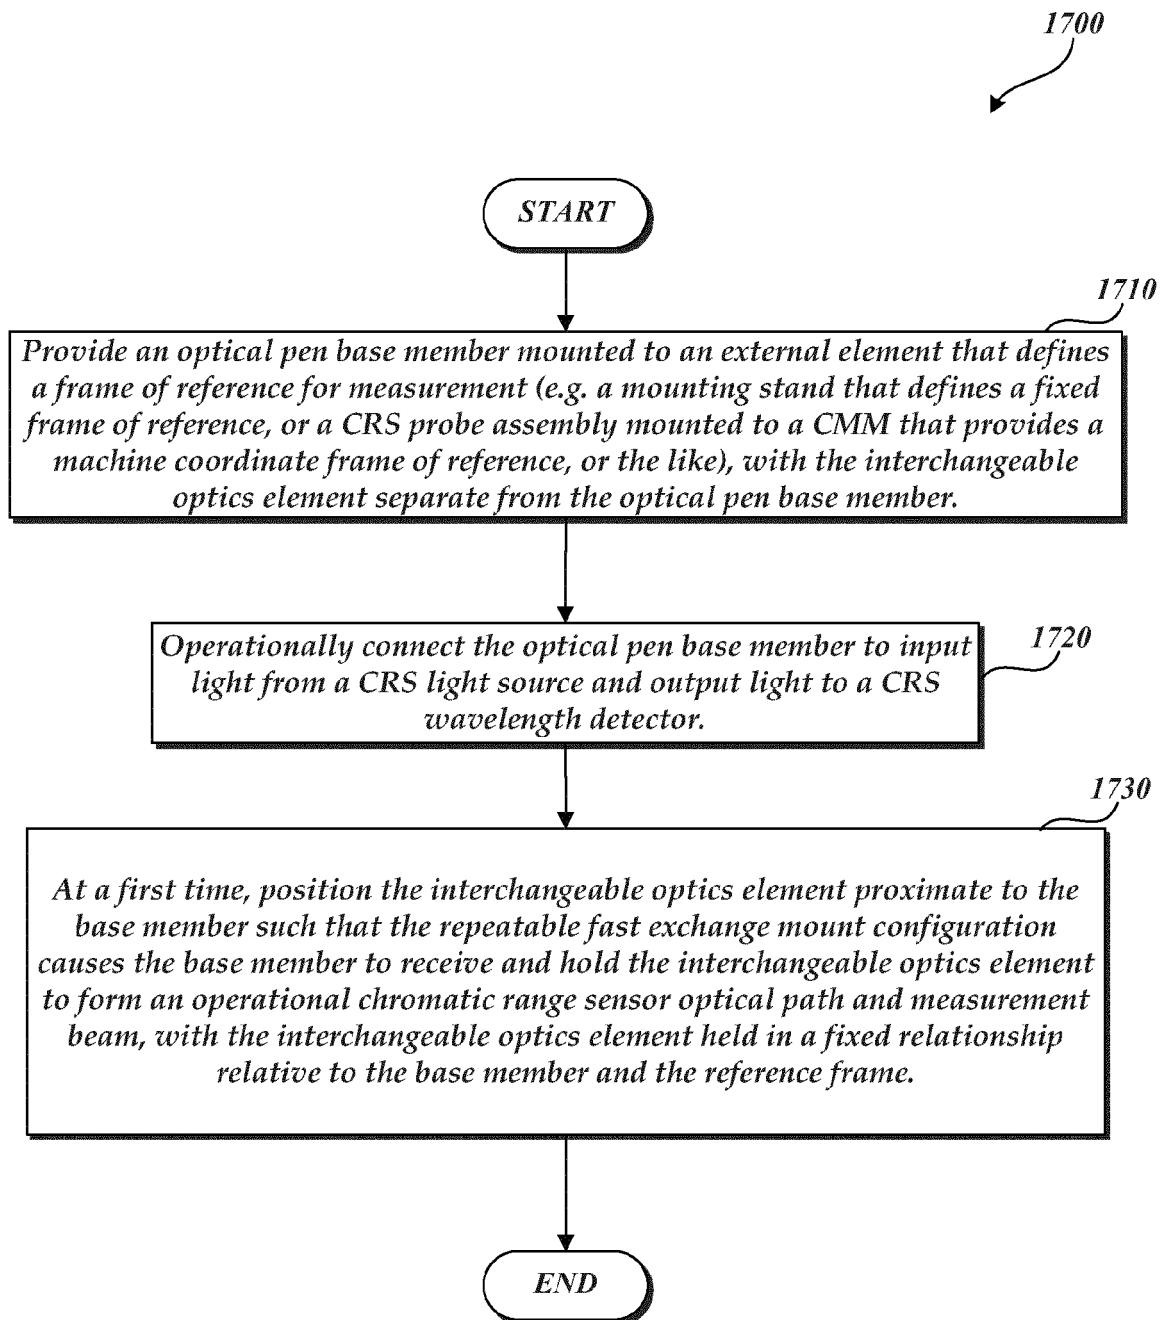 1700
START
1710
Provide an optical pen base member mounted to an external element that defines
a frame of reference for measurement (e.g. a mounting stand that defines a fixed
frame of reference, or a CRS probe assembly mounted to a CMM that provides a
machine coordinate frame of reference, or the like), with the interchangeable
optics element separate from the optical pen base member.
1720
Operationally connect the optical pen base member to input
light from a CRS light source and output light to a CRS
wavelength detector.
1730
At a first time, position the interchangeable optics element proximate to the
base member such that the repeatable fast exchange mount configuration
causes the base member to receive and hold the interchangeable optics element
to form an operational chromatic range sensor optical path and measurement
beam, with the interchangeable optics element held in a fixed relationship
relative to the base member and the reference frame.
END